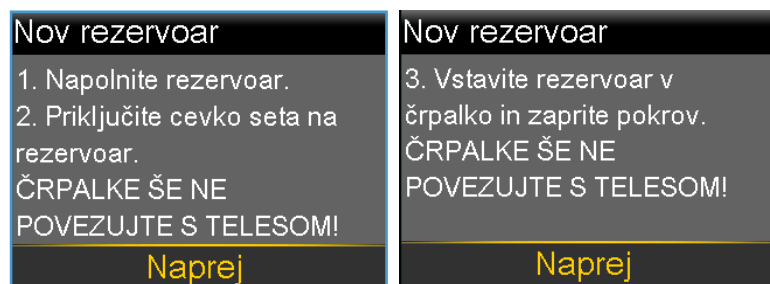 Nov rezervoar
1. Napolnite rezervoar.
2. Priključite cevko seta na
rezervoar.
ČRPALKE ŠE NE
POVEZUJTE S TELESOM!
Naprej
Nov rezervoar
3. Vstavite rezervoar v
črpalko in zaprite pokrov.
ČRPALKE ŠE NE
POVEZUJTE S TELESOM!
Naprej